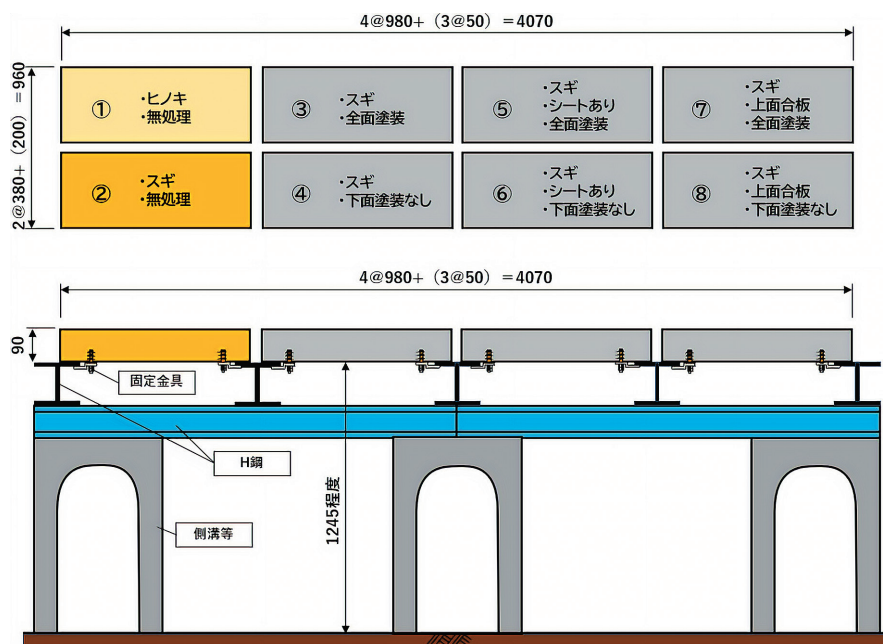 4@980+（3@50）=4070
2@380+（200）=960
①
・ヒノキ
・無処理
③
・スギ
・全面塗装
⑤
・スギ
・シートあり
・全面塗装
⑦
・スギ
・上面合板
・全面塗装
②
・スギ
・無処理
④
・スギ
・下面塗装なし
⑥
・スギ
・シートあり
・下面塗装なし
⑧
・スギ
・上面合板
・下面塗装なし
4@980+（3@50）=4070
90
固定金具
H鋼
側溝等
1245程度